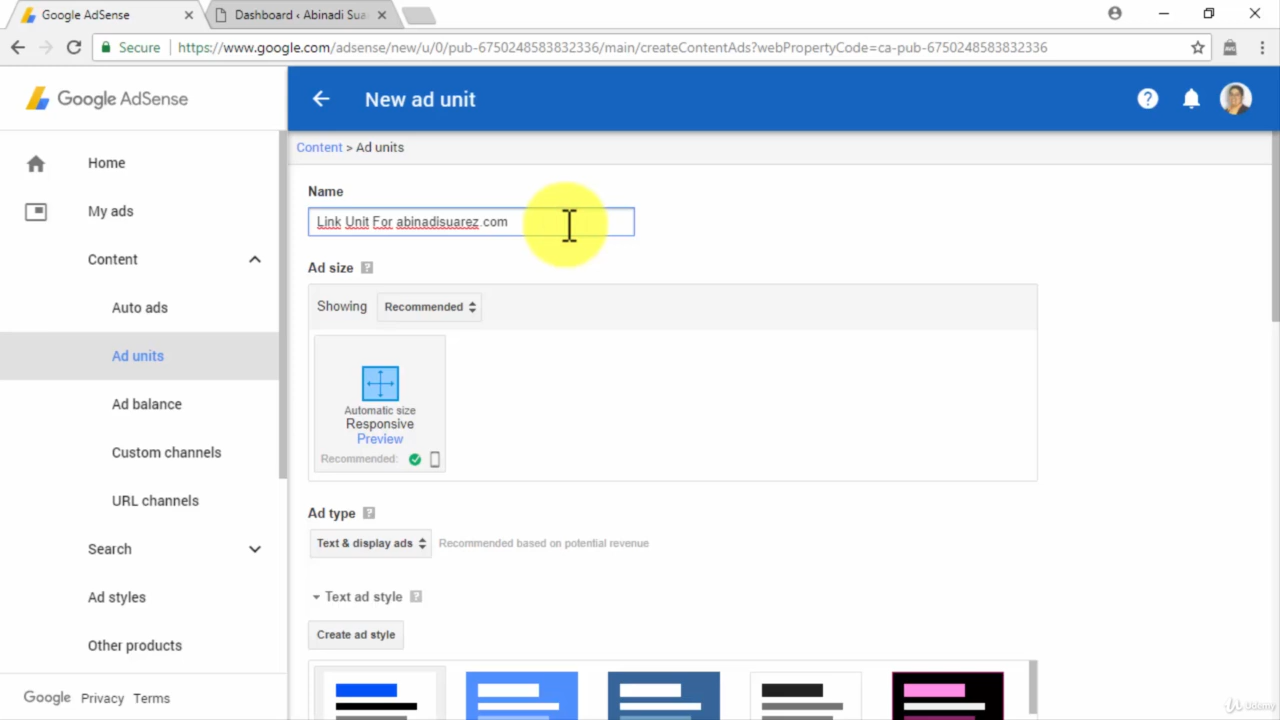 Google AdSense
Dashboard ‹ Abinadi Sua
Secure
https://www.google.com/adsense/new/u/0/pub-6750248583832336/main/createContentAds?webPropertyCode=ca-pub-6750248583832336
Google AdSense
New ad unit
Content > Ad units
Home
My ads
Content
Auto ads
Ad units
Ad balance
Custom channels
URL channels
Search
Ad styles
Other products
Google Privacy Terms
Name
Link Unit For abinadisuarez.com
Ad size ?
Showing Recommended
Automatic size
Responsive
Preview
Recommended:
Ad type ?
Text & display ads Recommended based on potential revenue
Text ad style ?
Create ad style
Udemy